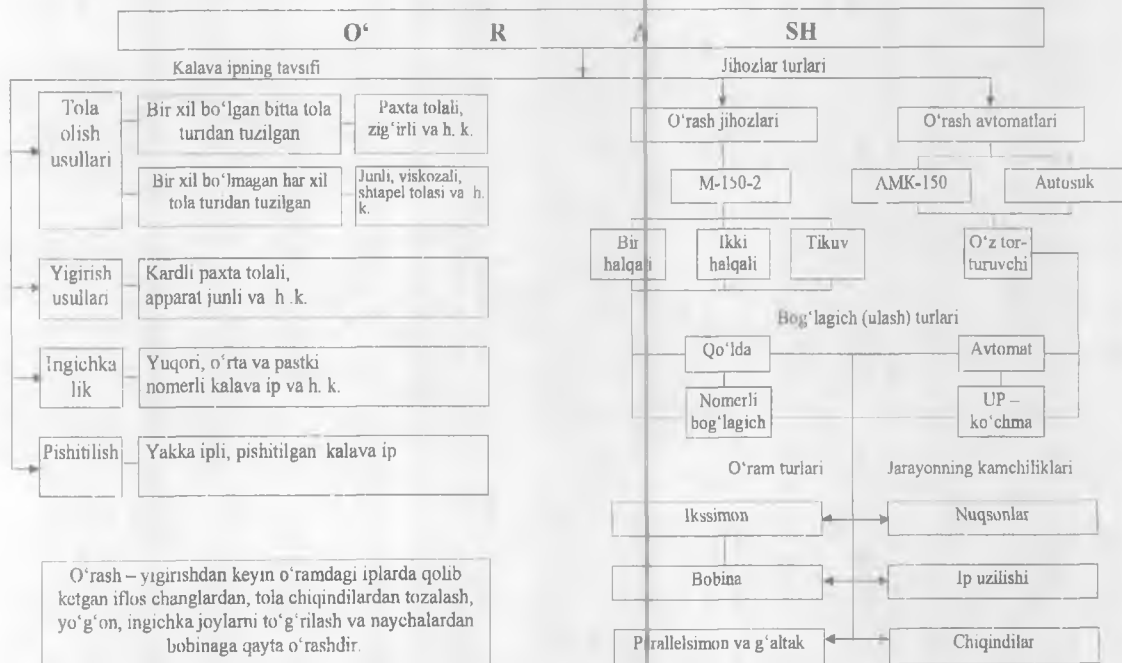 O‘ R A SH
Kalava ipning tavsifi
Tola
olish
usullari
Bir xil bo‘lgan bitta tola
turidan tuzilgan
Paxta tolali,
zig‘irli va h. k.
Bir xil bo‘lmagan har xil
tola turidan tuzilgan
Junli, viskozali,
shtapel tolasi va h.
k.
Yigirish
usullari
Kardli paxta tolali,
apparat junli va h .k.
Ingichka
lik
Yuqori, o‘rta va pastki
nomerli kalava ip va h. k.
Pishitilish
Yakka ipli, pishitilgan kalava ip
O‘rash – yigirishdan keyin o‘ramdagi iplarda qolib
ketgan iflos changlardan, tola chiqindilardan tozalash,
yo‘g‘on, ingichka joylarni to‘g‘rilash va naychalardan
bobinaga qayta o‘rashdir.
Jihozlar turlari
O‘rash jihozlari
O‘rash avtomatlari
M-150-2
AMK-150
Autosuk
Bir
halqali
Ikki
halqali
Tikuv
O‘z tor-
turuvchi
Bog‘lagich (ulash) turlari
Qo‘lda
Avtomat
Nomerli
bog‘lagich
UP –
ko‘chma
O‘ram turlari
Jarayonning kamchiliklari
Ikssimon
Nuqsonlar
Bobina
Ip uzilishi
Parallelsimon va g‘altak
Chiqindilar